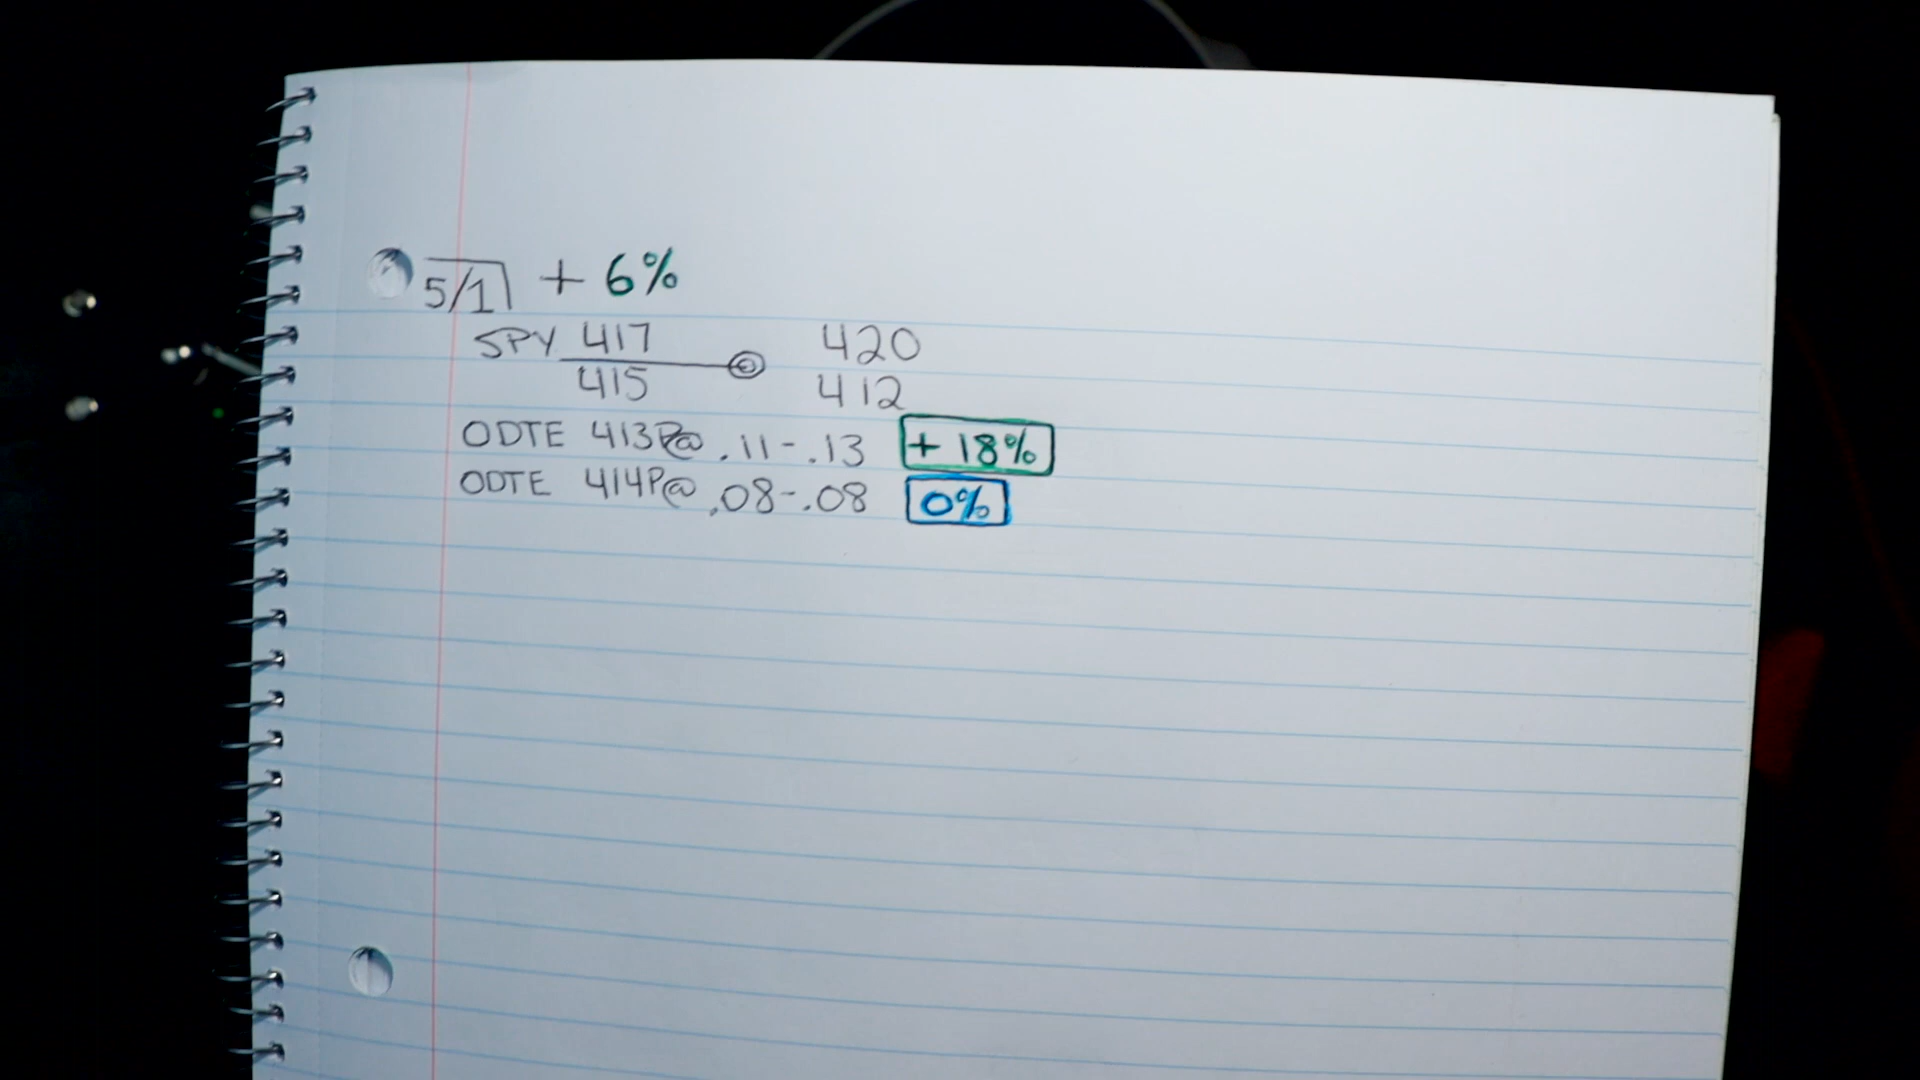 5/1 + 6%
SPY 417 420
415 412
ODTE 413P@ .11-.13 +18%
ODTE 414P@ .08-.08 0%